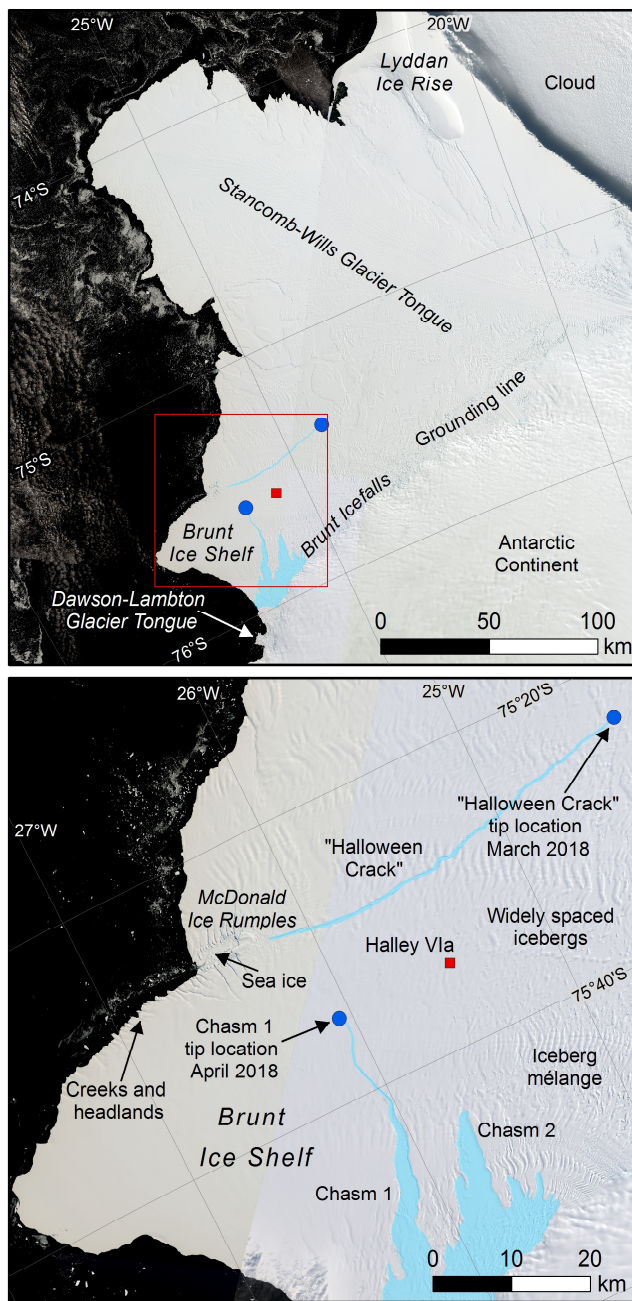 25°W
20°W
Lyddan
Ice Rise
Cloud
74°S
Stancomb-Wills Glacier Tongue
Grounding line
75°S
Brunt Icefalls
Brunt
Ice Shelf
Antarctic
Continent
Dawson-Lambton
Glacier Tongue
76°S
0 50 100
km
26°W
25°W
75°20'S
27°W
"Halloween Crack"
tip location
March 2018
"Halloween
Crack"
McDonald
Ice Rumples
Widely spaced
icebergs
Halley VIa
Sea ice
75°40'S
Chasm 1
tip location
April 2018
Iceberg
mélange
Creeks and
headlands
Brunt
Ice Shelf
Chasm 2
Chasm 1
0 10 20
km